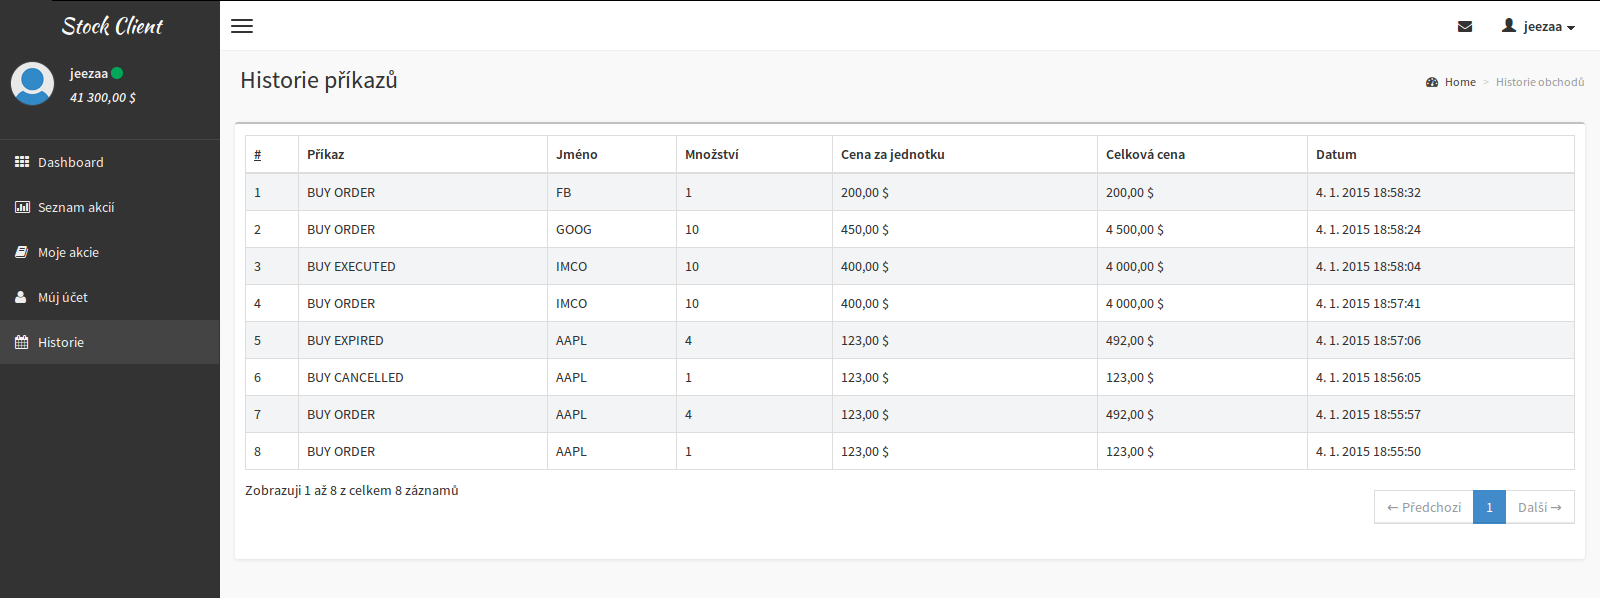 Stock Client
jeezaa
jeezaa
41 300,00 $
Historie příkazů
Home > Historie obchodů
Dashboard
Seznam akcií
Moje akcie
Múj účet
Historie
# Příkaz Jméno Množství Cena za jednotku Celková cena Datum
1 BUY ORDER FB 1 200,00 $ 200,00 $ 4. 1. 2015 18:58:32
2 BUY ORDER GOOG 10 450,00 $ 4 500,00 $ 4. 1. 2015 18:58:24
3 BUY EXECUTED IMCO 10 400,00 $ 4 000,00 $ 4. 1. 2015 18:58:04
4 BUY ORDER IMCO 10 400,00 $ 4 000,00 $ 4. 1. 2015 18:57:41
5 BUY EXPIRED AAPL 4 123,00 $ 492,00 $ 4. 1. 2015 18:57:06
6 BUY CANCELLED AAPL 1 123,00 $ 123,00 $ 4. 1. 2015 18:56:05
7 BUY ORDER AAPL 4 123,00 $ 492,00 $ 4. 1. 2015 18:55:57
8 BUY ORDER AAPL 1 123,00 $ 123,00 $ 4. 1. 2015 18:55:50
Zobrazuji 1 až 8 z celkem 8 záznamů
← Předchozí 1 Další →